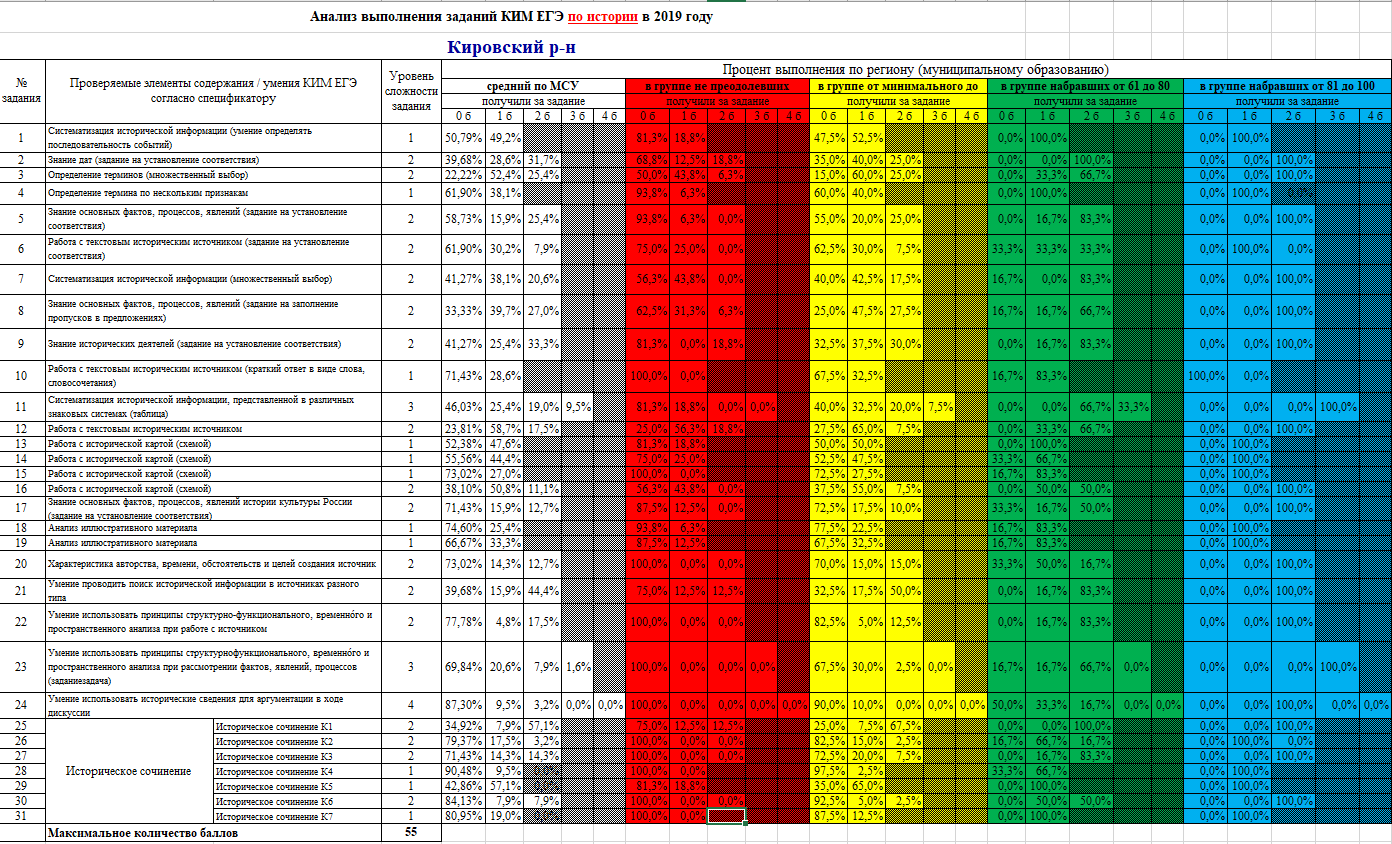 Анализ выполнения заданий КИМ ЕГЭ по истории в 2019 году
Кировский р-н
№ задания Проверяемые элементы содержания / умения КИМ ЕГЭ согласно спецификатору Уровень сложности задания Процент выполнения по региону (муниципальному образованию)
средний по МСУ в группе не преодолевших в группе от минимального до в группе набравших от 61 до 80 в группе набравших от 81 до 100
получили за задание получили за задание получили за задание получили за задание получили за задание
0 б 1 б 2 б 3 б 4 б 0 б 1 б 2 б 3 б 4 б 0 б 1 б 2 б 3 б 4 б 0 б 1 б 2 б 3 б 4 б 0 б 1 б 2 б 3 б 4 б
1 Систематизация исторической информации (умение определять последовательность событий) 1 50,79% 49,2% 81,3% 18,8% 47,5% 52,5% 0,0% 100,0% 0,0% 100,0%
2 Знание дат (задание на установление соответствия) 2 39,68% 28,6% 31,7% 68,8% 12,5% 18,8% 35,0% 40,0% 25,0% 0,0% 0,0% 100,0% 0,0% 0,0% 100,0%
3 Определение терминов (множественный выбор) 2 22,22% 52,4% 25,4% 50,0% 43,8% 6,3% 15,0% 60,0% 25,0% 0,0% 33,3% 66,7% 0,0% 0,0% 100,0%
4 Определение термина по нескольким признакам 1 61,90% 38,1% 93,8% 6,3% 60,0% 40,0% 0,0% 100,0% 0,0% 100,0% 0,0%
5 Знание основных фактов, процессов, явлений (задание на установление соответствия) 2 58,73% 15,9% 25,4% 93,8% 6,3% 0,0% 55,0% 20,0% 25,0% 0,0% 16,7% 83,3% 0,0% 0,0% 100,0%
6 Работа с текстовым историческим источником (задание на установление соответствия) 2 61,90% 30,2% 7,9% 75,0% 25,0% 0,0% 62,5% 30,0% 7,5% 33,3% 33,3% 33,3% 0,0% 100,0% 0,0%
7 Систематизация исторической информации (множественный выбор) 2 41,27% 38,1% 20,6% 56,3% 43,8% 0,0% 40,0% 42,5% 17,5% 16,7% 0,0% 83,3% 0,0% 0,0% 100,0%
8 Знание основных фактов, процессов, явлений (задание на заполнение пропусков в предложениях) 2 33,33% 39,7% 27,0% 62,5% 31,3% 6,3% 25,0% 47,5% 27,5% 16,7% 16,7% 66,7% 0,0% 0,0% 100,0%
9 Знание исторических деятелей (задание на установление соответствия) 2 41,27% 25,4% 33,3% 81,3% 0,0% 18,8% 32,5% 37,5% 30,0% 0,0% 16,7% 83,3% 0,0% 0,0% 100,0%
10 Работа с текстовым историческим источником (краткий ответ в виде слова, словосочетания) 1 71,43% 28,6% 100,0% 0,0% 67,5% 32,5% 16,7% 83,3% 100,0% 0,0%
11 Систематизация исторической информации, представленной в различных знаковых системах (таблица) 3 46,03% 25,4% 19,0% 9,5% 81,3% 18,8% 0,0% 0,0% 40,0% 32,5% 20,0% 7,5% 0,0% 0,0% 66,7% 33,3% 0,0% 0,0% 0,0% 100,0%
12 Работа с текстовым историческим источником 2 23,81% 58,7% 17,5% 25,0% 56,3% 18,8% 27,5% 65,0% 7,5% 0,0% 33,3% 66,7% 0,0% 0,0% 100,0%
13 Работа с исторической картой (схемой) 1 52,38% 47,6% 81,3% 18,8% 50,0% 50,0% 0,0% 100,0% 0,0% 100,0%
14 Работа с исторической картой (схемой) 1 55,56% 44,4% 75,0% 25,0% 52,5% 47,5% 33,3% 66,7% 0,0% 100,0%
15 Работа с исторической картой (схемой) 1 73,02% 27,0% 100,0% 0,0% 72,5% 27,5% 16,7% 83,3% 0,0% 100,0%
16 Работа с исторической картой (схемой) 2 38,10% 50,8% 11,1% 56,3% 43,8% 0,0% 37,5% 55,0% 7,5% 0,0% 50,0% 50,0% 0,0% 0,0% 100,0%
17 Знание основных фактов, процессов, явлений истории культуры России (задание на установление соответствия) 2 71,43% 15,9% 12,7% 87,5% 12,5% 0,0% 72,5% 17,5% 10,0% 33,3% 16,7% 50,0% 0,0% 0,0% 100,0%
18 Анализ иллюстративного материала 1 74,60% 25,4% 93,8% 6,3% 77,5% 22,5% 16,7% 83,3% 0,0% 100,0%
19 Анализ иллюстративного материала 1 66,67% 33,3% 87,5% 12,5% 67,5% 32,5% 16,7% 83,3% 0,0% 100,0%
20 Характеристика авторства, времени, обстоятельств и целей создания источник 2 73,02% 14,3% 12,7% 100,0% 0,0% 0,0% 70,0% 15,0% 15,0% 33,3% 50,0% 16,7% 0,0% 0,0% 100,0%
21 Умение проводить поиск исторической информации в источниках разного типа 2 39,68% 15,9% 44,4% 75,0% 12,5% 12,5% 32,5% 17,5% 50,0% 0,0% 16,7% 83,3% 0,0% 0,0% 100,0%
22 Умение использовать принципы структурно-функционального, временнóго и пространственного анализа при работе с источником 2 77,78% 4,8% 17,5% 100,0% 0,0% 0,0% 82,5% 5,0% 12,5% 0,0% 16,7% 83,3% 0,0% 0,0% 100,0%
23 Умение использовать принципы структурнофункционального, временнóго и пространственного анализа при рассмотрении фактов, явлений, процессов (заданиезадача) 3 69,84% 20,6% 7,9% 1,6% 100,0% 0,0% 0,0% 0,0% 67,5% 30,0% 2,5% 0,0% 16,7% 16,7% 66,7% 0,0% 0,0% 0,0% 0,0% 100,0%
24 Умение использовать исторические сведения для аргументации в ходе дискуссии 4 87,30% 9,5% 3,2% 0,0% 0,0% 100,0% 0,0% 0,0% 0,0% 0,0% 90,0% 10,0% 0,0% 0,0% 0,0% 50,0% 33,3% 16,7% 0,0% 0,0% 0,0% 0,0% 100,0% 0,0% 0,0%
Историческое сочинение
25 Историческое сочинение К1 2 34,92% 7,9% 57,1% 75,0% 12,5% 12,5% 25,0% 7,5% 67,5% 0,0% 0,0% 100,0% 0,0% 0,0% 100,0%
26 Историческое сочинение К2 2 79,37% 17,5% 3,2% 100,0% 0,0% 0,0% 82,5% 15,0% 2,5% 16,7% 66,7% 16,7% 0,0% 100,0% 0,0%
27 Историческое сочинение К3 2 71,43% 14,3% 14,3% 100,0% 0,0% 0,0% 72,5% 20,0% 7,5% 0,0% 16,7% 83,3% 0,0% 0,0% 100,0%
28 Историческое сочинение К4 1 90,48% 9,5% 100,0% 0,0% 97,5% 2,5% 33,3% 66,7% 0,0% 100,0%
29 Историческое сочинение К5 1 42,86% 57,1% 81,3% 18,8% 35,0% 65,0% 0,0% 100,0% 0,0% 100,0%
30 Историческое сочинение К6 2 84,13% 7,9% 7,9% 100,0% 0,0% 0,0% 92,5% 5,0% 2,5% 0,0% 50,0% 50,0% 0,0% 0,0% 100,0%
31 Историческое сочинение К7 1 80,95% 19,0% 100,0% 0,0% 87,5% 12,5% 0,0% 100,0% 0,0% 100,0%
Максимальное количество баллов 55